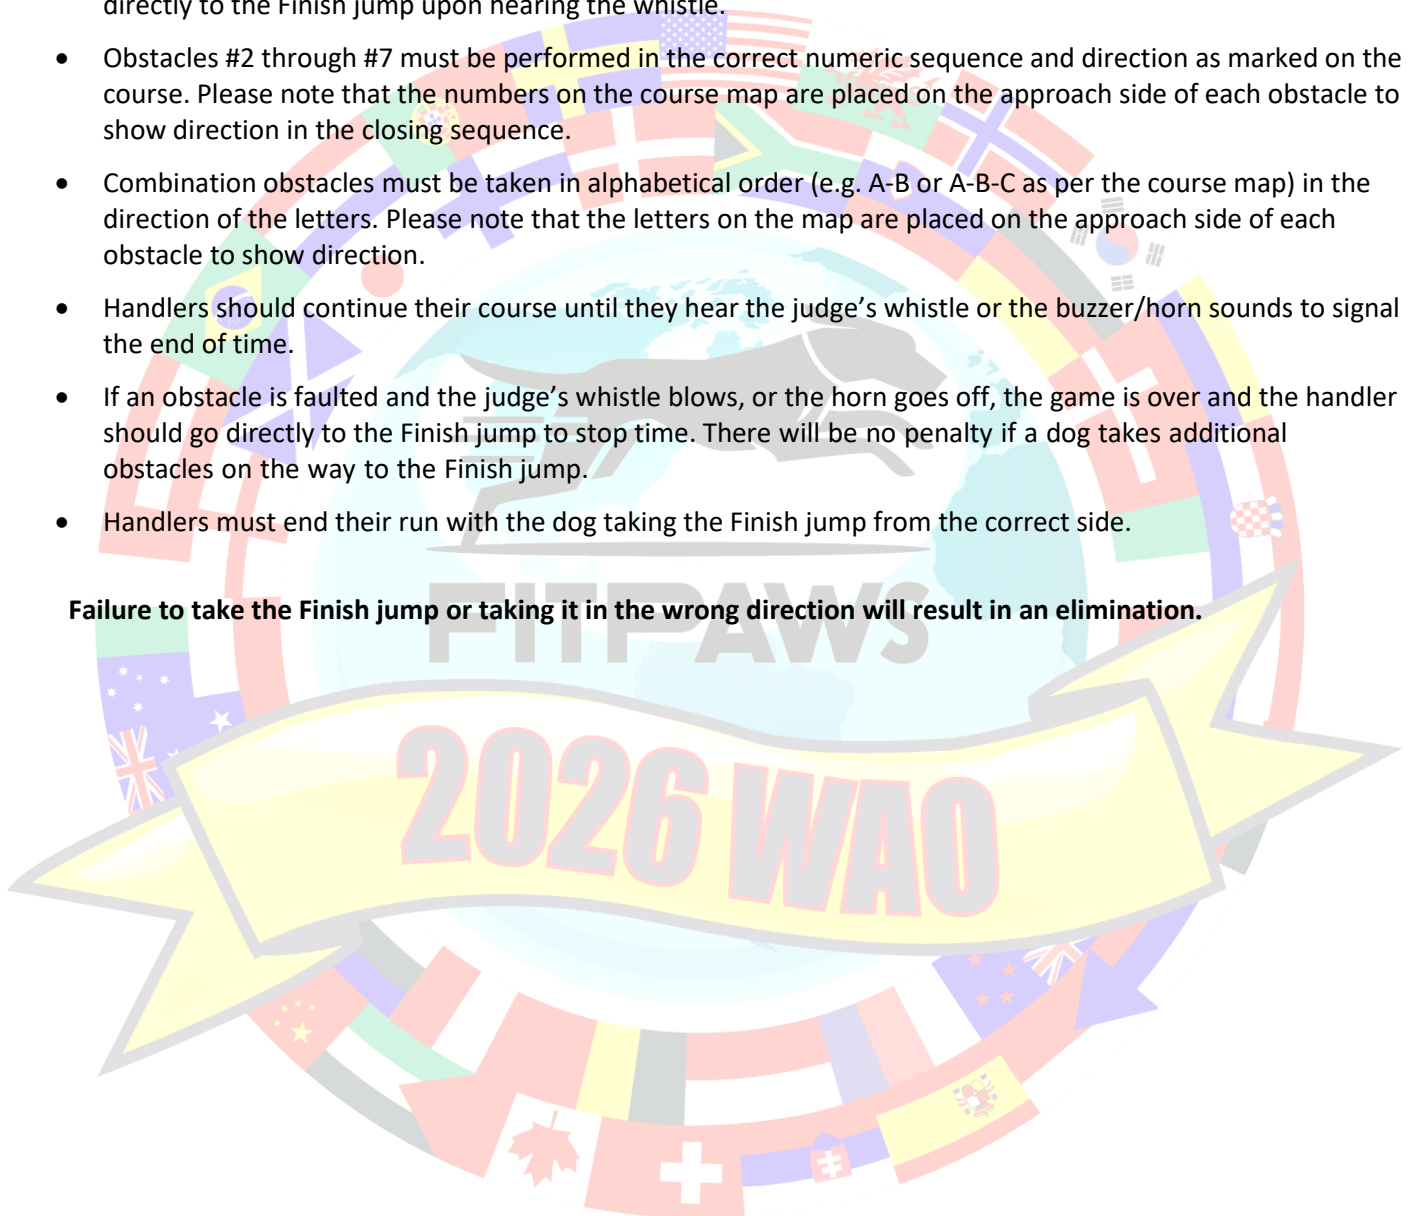 directly to the Finish jump upon hearing the whistle.
• Obstacles #2 through #7 must be performed in the correct numeric sequence and direction as marked on the
course. Please note that the numbers on the course map are placed on the approach side of each obstacle to
show direction in the closing sequence.
• Combination obstacles must be taken in alphabetical order (e.g. A-B or A-B-C as per the course map) in the
direction of the letters. Please note that the letters on the map are placed on the approach side of each
obstacle to show direction.
• Handlers should continue their course until they hear the judge’s whistle or the buzzer/horn sounds to signal
the end of time.
• If an obstacle is faulted and the judge’s whistle blows, or the horn goes off, the game is over and the handler
should go directly to the Finish jump to stop time. There will be no penalty if a dog takes additional
obstacles on the way to the Finish jump.
• Handlers must end their run with the dog taking the Finish jump from the correct side.
Failure to take the Finish jump or taking it in the wrong direction will result in an elimination.
FITPAWS
2026 WAO